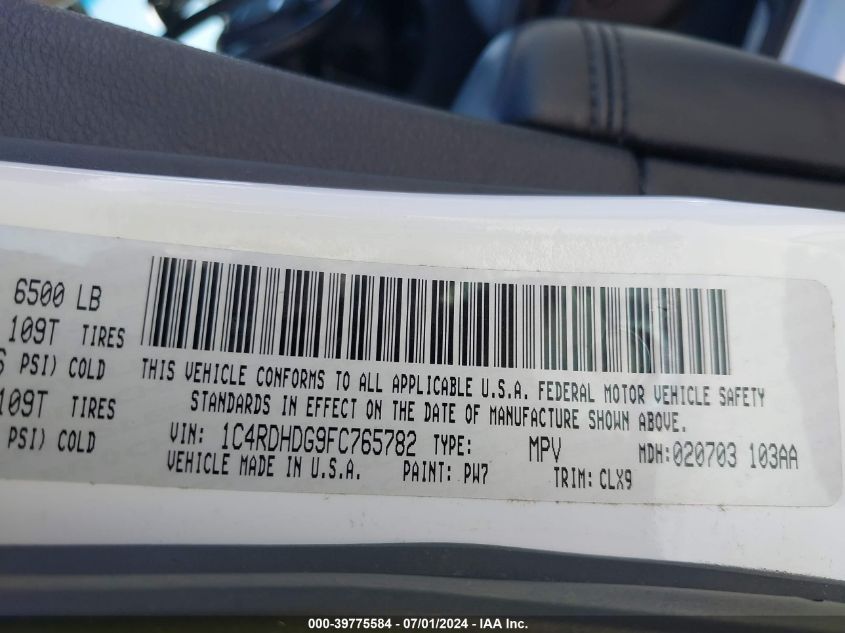 6500 LB
109T TIRES
PSI) COLD
109T TIRES
PSI) COLD
THIS VEHICLE CONFORMS TO ALL APPLICABLE U.S.A. FEDERAL MOTOR VEHICLE SAFETY
STANDARDS IN EFFECT ON THE DATE OF MANUFACTURE SHOWN ABOVE.
VIN: 1C4RDHDG9FC765782 TYPE: MPV MDH:020703 103AA
VEHICLE MADE IN U.S.A. PAINT: PW7 TRIM: CLX9
000-39775584 - 07/01/2024 - IAA Inc.